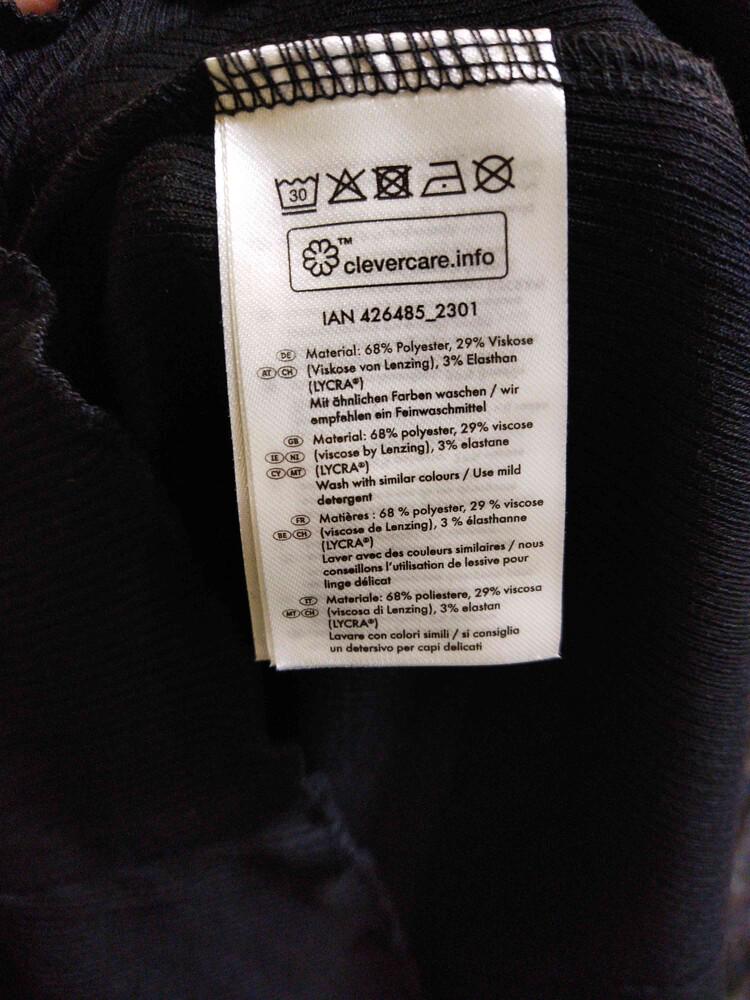 30
™
clevercare.info
IAN 426485_2301
DE Material: 68% Polyester, 29% Viskose
AT CH (Viskose von Lenzing), 3% Elasthan
(LYCRA®)
Mit ähnlichen Farben waschen / wir
empfehlen ein Feinwaschmittel
GB Material: 68% polyester, 29% viscose
IE NI (viscose by Lenzing), 3% elastane
CY MT (LYCRA®)
Wash with similar colours / Use mild
detergent
FR Matières : 68 % polyester, 29 % viscose
BE CH (viscose de Lenzing), 3 % élasthanne
(LYCRA®)
Laver avec des couleurs similaires / nous
conseillons l'utilisation de lessive pour
linge délicat
IT Materiale: 68% poliestere, 29% viscosa
MT CH (viscosa di Lenzing), 3% elastan
(LYCRA®)
Lavare con colori simili / si consiglia
un detersivo per capi delicati